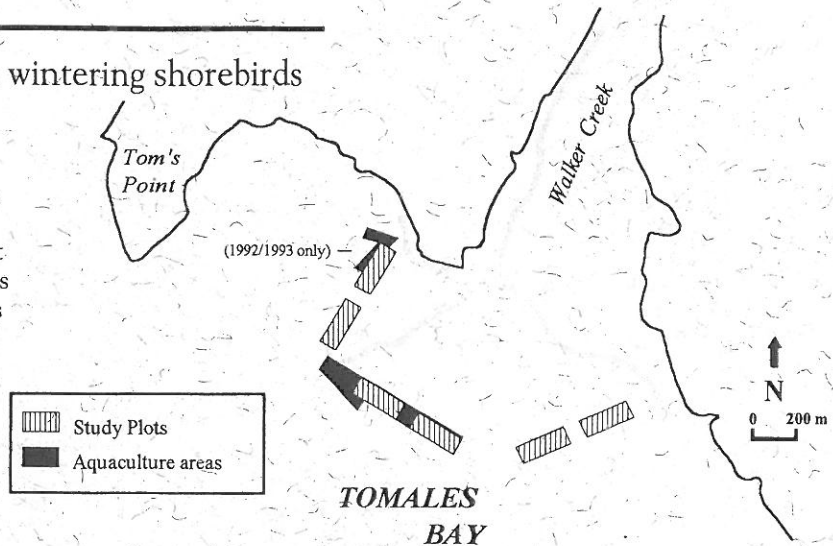 wintering shorebirds
Tom's
Point
Walker Creek
(1992/1993 only)
N
0 200 m
Study Plots
Aquaculture areas
TOMALES
BAY